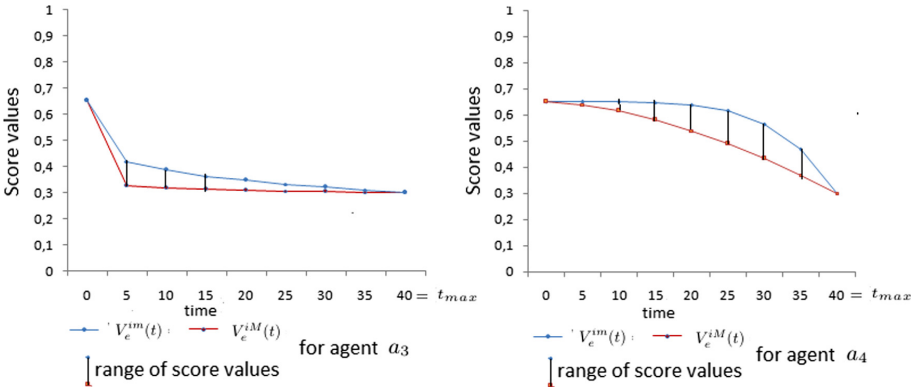 Score values
1
0,9
0,8
0,7
0,6
0,5
0,4
0,3
0,2
0,1
0
0 5 10 15 20 25 30 35 40 = t_max
time
V_e^{im}(t) : V_e^{iM}(t)
range of score values
for agent a_3
Score values
1
0,9
0,8
0,7
0,6
0,5
0,4
0,3
0,2
0,1
0
0 5 10 15 20 25 30 35 40 = t_max
time
V_e^{im}(t) : V_e^{iM}(t)
range of score values
for agent a_4